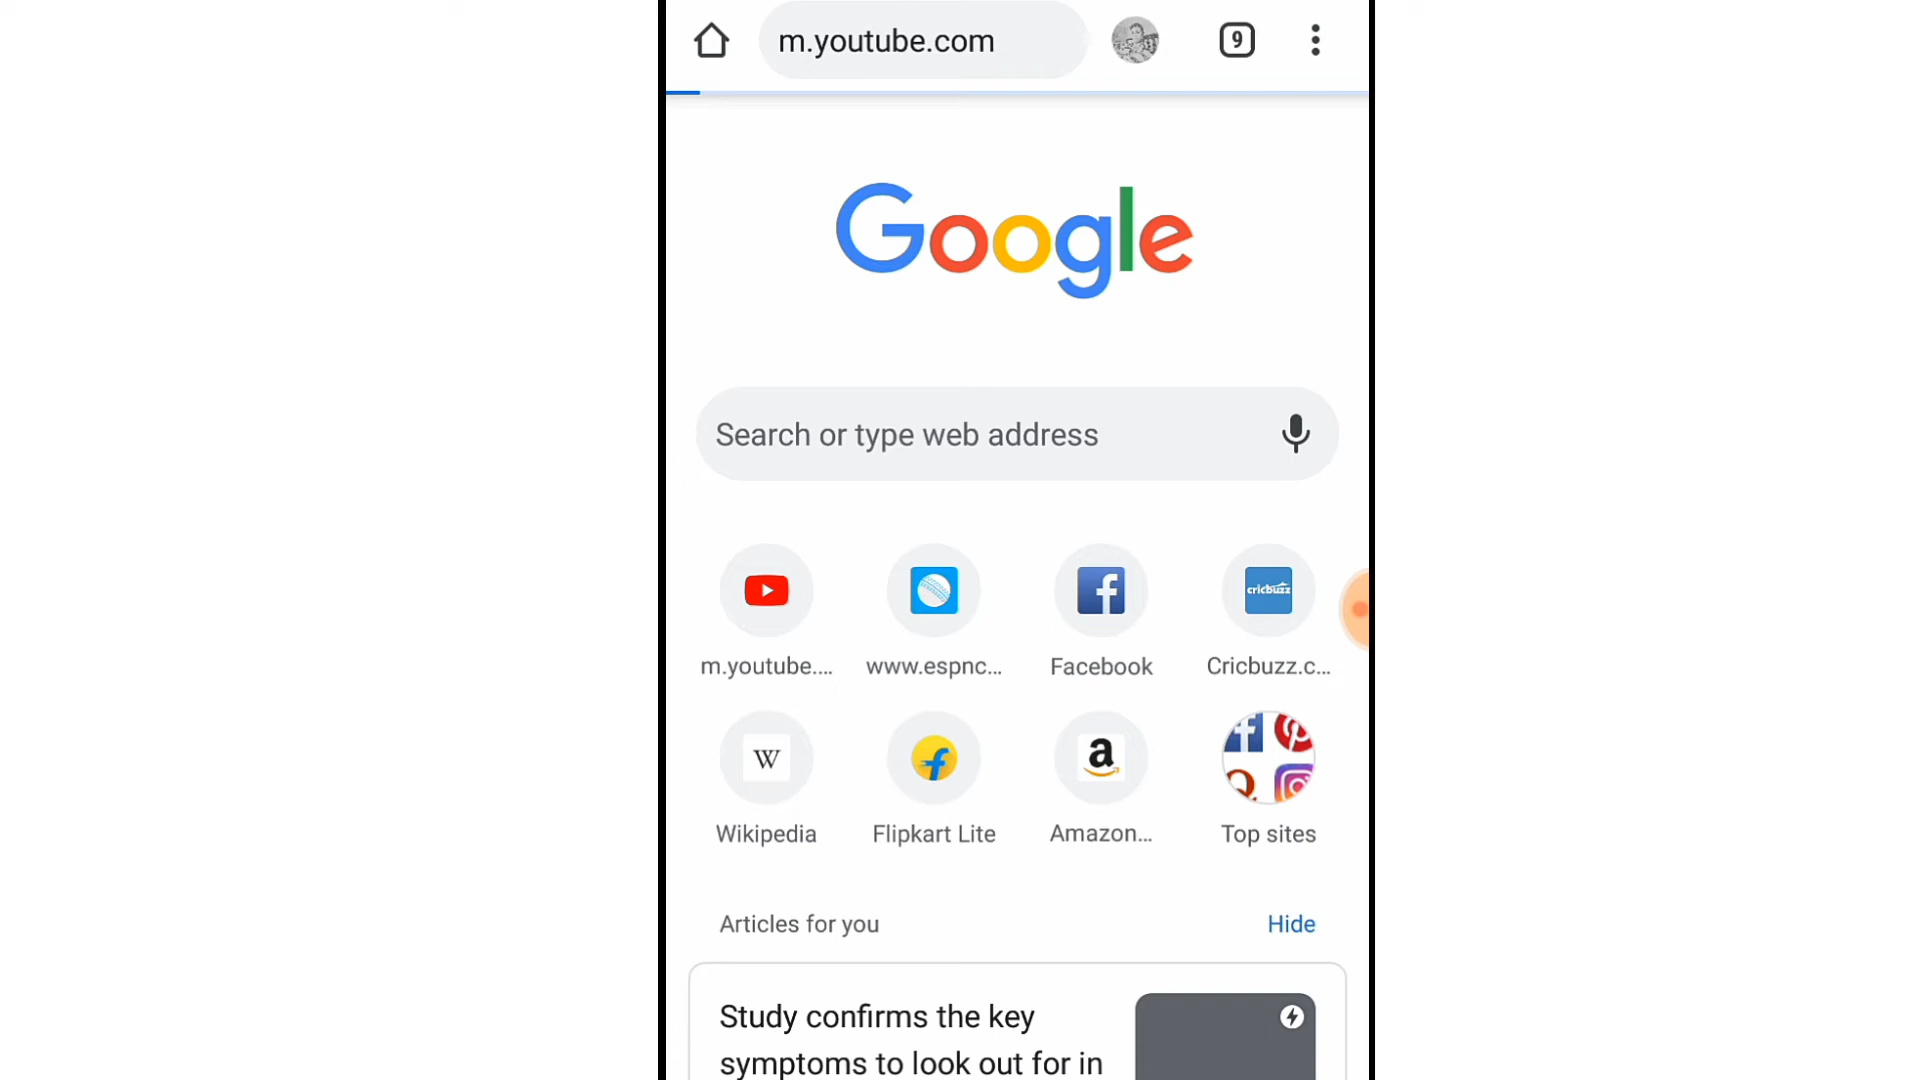 m.youtube.com
9
Google
Search or type web address
cricbuzz
m.youtube....
www.espnc...
Facebook
Cricbuzz.c...
W
a
Wikipedia
Flipkart Lite
Amazon...
Top sites
Articles for you
Hide
Study confirms the key
symptoms to look out for in